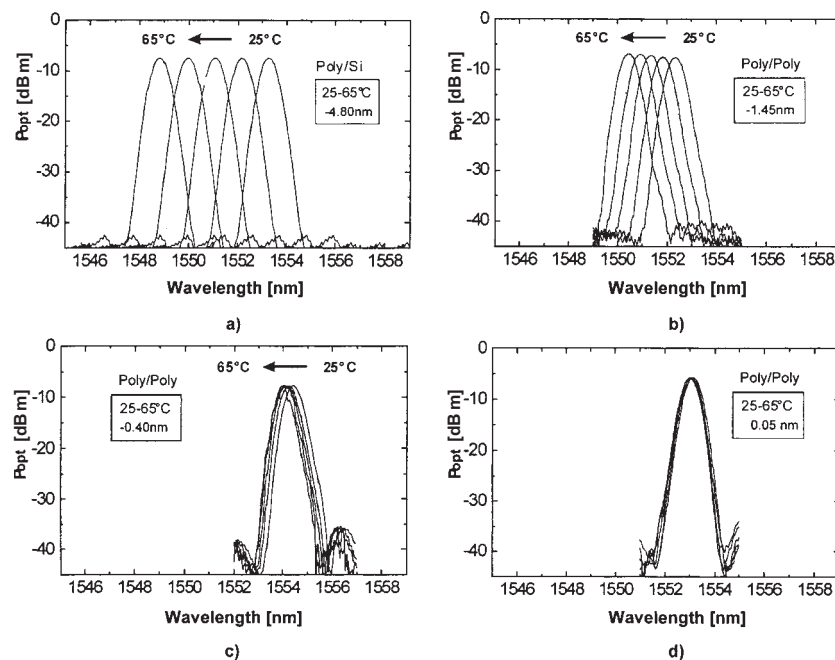 0
65°C 25°C
Poly/Si
25-65°C
-4.80nm
-10
-20
-30
-40
Popt [dBm]
1546 1548 1550 1552 1554 1556 1558
Wavelength [nm]
a)
0
65°C 25°C
Poly/Poly
25-65°C
-1.45nm
-10
-20
-30
-40
Popt [dBm]
1546 1548 1550 1552 1554 1556 1558
Wavelength [nm]
b)
0
65°C 25°C
Poly/Poly
25-65°C
-0.40nm
-10
-20
-30
-40
Popt [dBm]
1546 1548 1550 1552 1554 1556 1558
Wavelength [nm]
c)
0
Poly/Poly
25-65°C
0.05 nm
-10
-20
-30
-40
Popt [dBm]
1546 1548 1550 1552 1554 1556 1558
Wavelength [nm]
d)